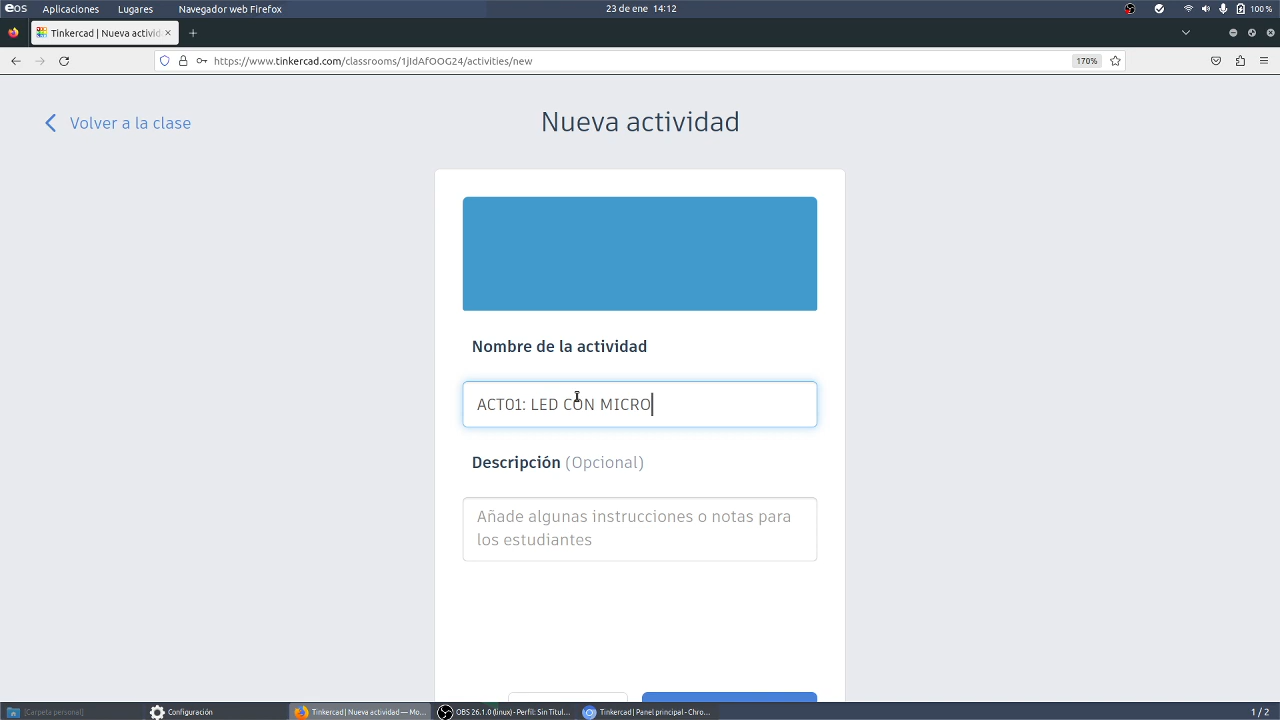 eos Aplicaciones Lugares Navegador web Firefox 23 de ene 14:12 100 %
Tinkercad | Nueva activid
https://www.tinkercad.com/classrooms/1jIdAfOOG24/activities/new 170%
Volver a la clase
Nueva actividad
Nombre de la actividad
ACT01: LED CON MICRO
Descripción (Opcional)
Añade algunas instrucciones o notas para
los estudiantes
[Carpeta personal] Configuración Tinkercad | Nueva actividad — Mo... OBS 26.1.0 (linux) - Perfil: Sin Titul... Tinkercad | Panel principal - Chro... 1 / 2